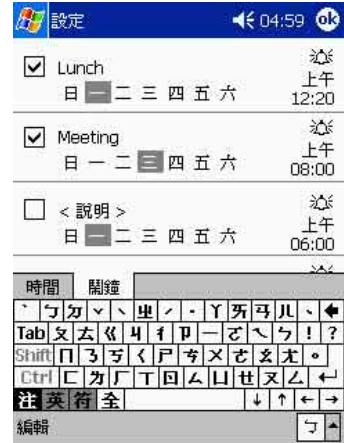 設定 04:59 ok
Lunch
日 一 二 三 四 五 六
上午
12:20
Meeting
日 一 二 三 四 五 六
上午
08:00
< 說明 >
日 一 二 三 四 五 六
上午
06:00
時間 鬧鐘
ˋ ㄅ ㄉ ˇ ˋ ㄓ ˊ ˙ ㄚ ㄞ ㄢ ㄦ 、
Tab ㄆ ㄊ ㄍ ㄐ ㄔ ㄗ ㄧ ㄛ ㄟ ㄣ ! ?
Shift ㄇ ㄋ ㄎ ㄑ ㄕ ㄘ ㄨ ㄜ ㄠ ㄤ 。
Ctrl ㄈ ㄌ ㄏ ㄒ ㄖ ㄙ ㄩ ㄝ ㄡ ㄥ ↵
注 英 符 全 ↓ ↑ ← →
編輯 ㄅ